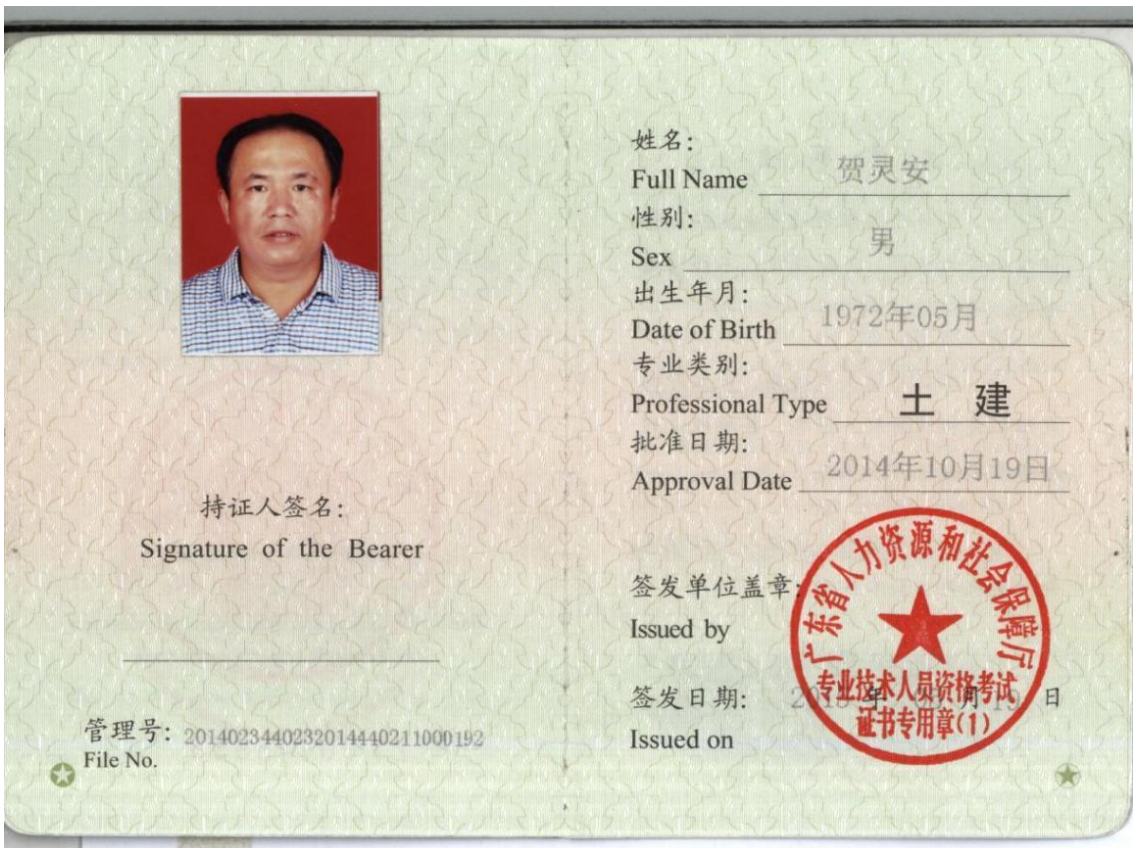 持证人签名:
Signature of the Bearer
管理号: 2014023440232014440211000192
File No.
姓名:
Full Name 贺灵安
性别:
Sex 男
出生年月:
Date of Birth 1972年05月
专业类别:
Professional Type 土 建
批准日期:
Approval Date 2014年10月19日
签发单位盖章:
Issued by
广东省人力资源和社会保障厅
专业技术人员资格考试
证书专用章(1)
签发日期: 年 月 日
Issued on